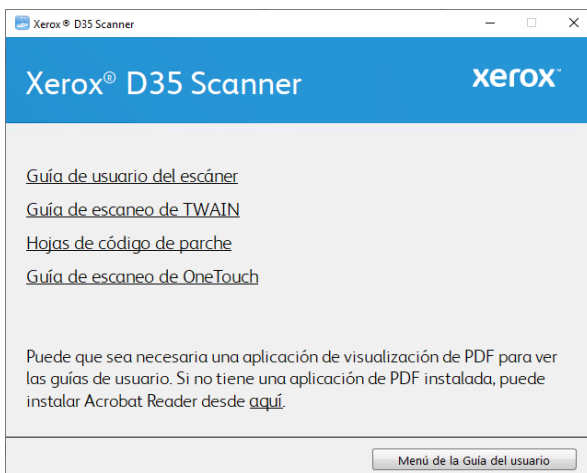 Xerox ® D35 Scanner
Xerox® D35 Scanner
xerox™
Guía de usuario del escáner
Guía de escaneo de TWAIN
Hojas de código de parche
Guía de escaneo de OneTouch
Puede que sea necesaria una aplicación de visualización de PDF para ver
las guías de usuario. Si no tiene una aplicación de PDF instalada, puede
instalar Acrobat Reader desde aquí.
Menú de la Guía del usuario